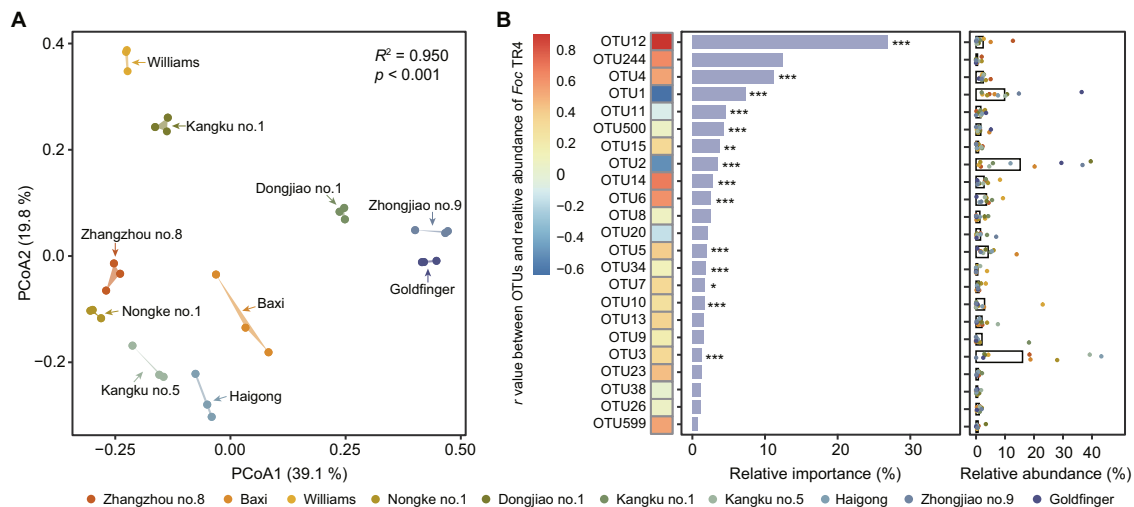 A
B
R² = 0.950
p < 0.001
Williams
Kangku no.1
Dongjiao no.1
Zhongjiao no.9
Zhangzhou no.8
Goldfinger
Baxi
Nongke no.1
Kangku no.5
Haigong
0.4
0.2
0.0
−0.2
−0.25
0.00
0.25
0.50
PCoA2 (19.8 %)
PCoA1 (39.1 %)
r value between OTUs and realtive abundance of Foc TR4
0.8
0.6
0.4
0.2
0
−0.2
−0.4
−0.6
OTU12 ***
OTU244
OTU4 ***
OTU1 ***
OTU11 ***
OTU500 ***
OTU15 **
OTU2 ***
OTU14 ***
OTU6 ***
OTU8
OTU20
OTU5 ***
OTU34 ***
OTU7 *
OTU10 ***
OTU13
OTU9
OTU3 ***
OTU23
OTU38
OTU26
OTU599
0 10 20 30
Relative importance (%)
0 10 20 30 40
Relative abundance (%)
Zhangzhou no.8 Baxi Williams Nongke no.1 Dongjiao no.1 Kangku no.1 Kangku no.5 Haigong Zhongjiao no.9 Goldfinger